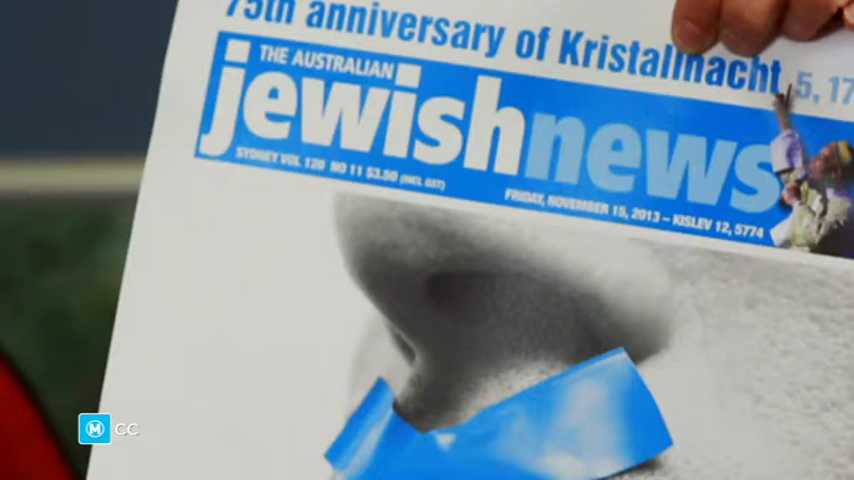 75th anniversary of Kristallnacht 5, 17
THE AUSTRALIAN
jewishnews
SYDNEY VOL 120 NO 11 $3.50 (INCL GST)
FRIDAY, NOVEMBER 15, 2013 – KISLEV 12, 5774
M CC